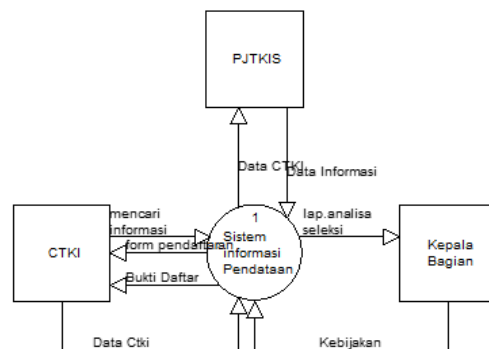 PJTKIS
Data CTKI
Data Informasi
mencari
informasi
form pendaftaran
Bukti Daftar
CTKI
1
Sistem
informasi
Pendataan
lap.analisa
seleksi
Kepala
Bagian
Data Ctki
Kebijakan